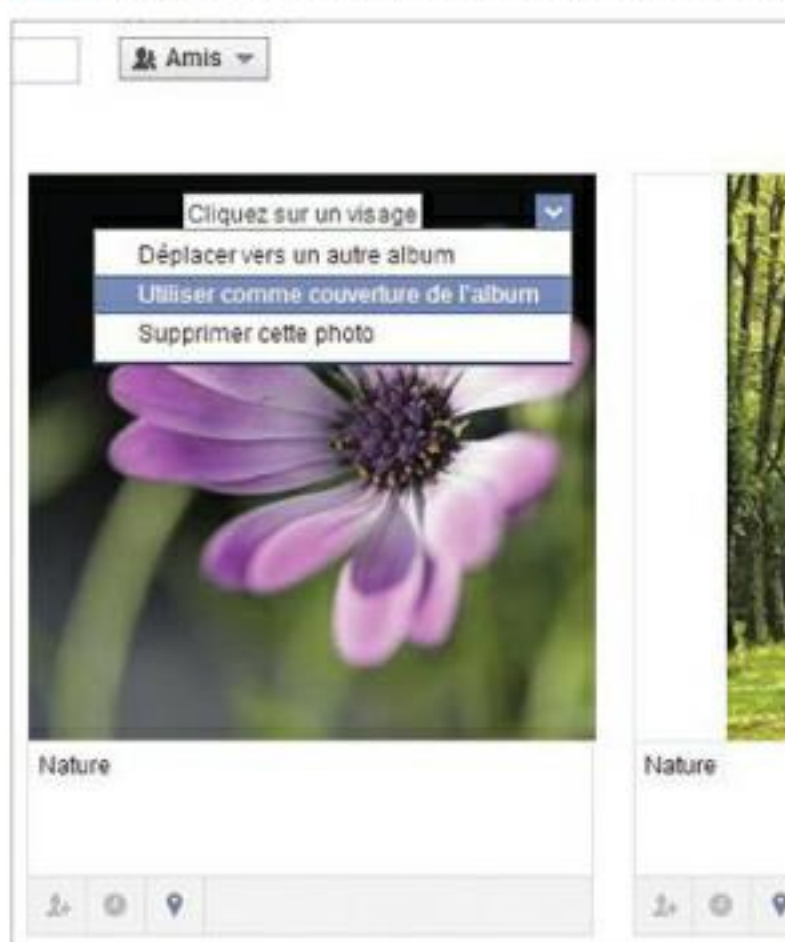 Amis
Cliquez sur un visage
Déplacer vers un autre album
Utiliser comme couverture de l'album
Supprimer cette photo
Nature
Nature